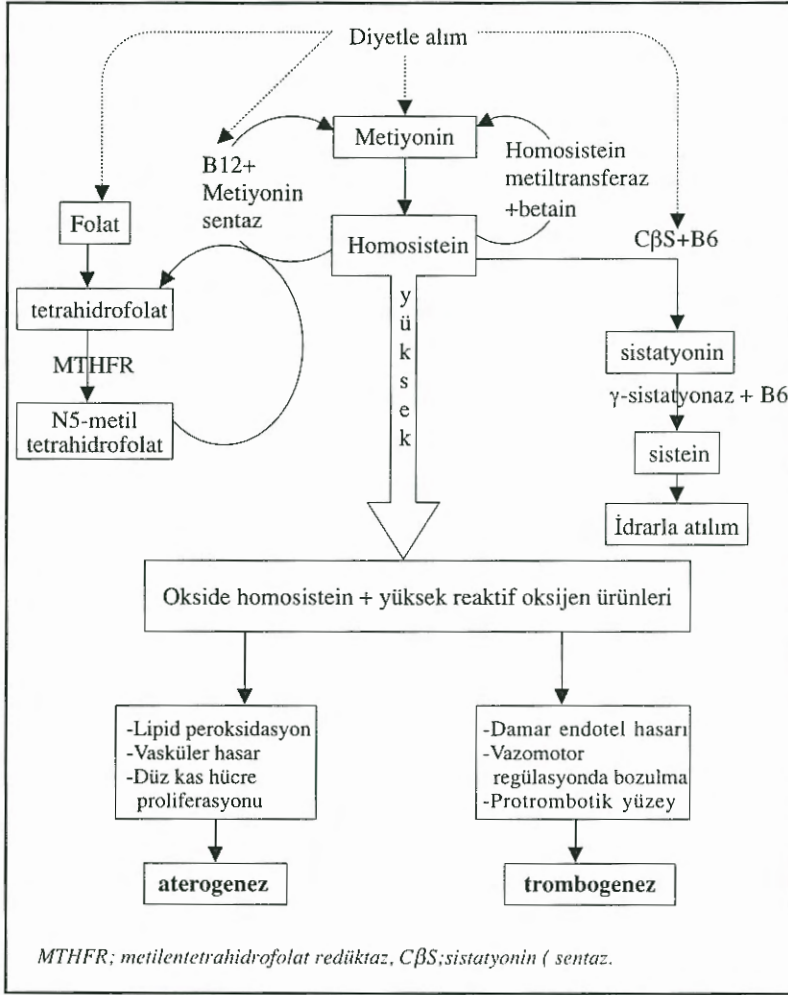 Diyetle alım
Metiyonin
B12+
Metiyonin
sentaz
Homosistein
metiltransferaz
+betain
Folat
Homosistein
CβS+B6
tetrahidrofolat
yüksek
sistatyonin
MTHFR
γ-sistatyonaz + B6
N5-metil
tetrahidrofolat
sistein
İdrarla atılım
Okside homosistein + yüksek reaktif oksijen ürünleri
-Lipid peroksidasyon
-Vasküler hasar
-Düz kas hücre
proliferasyonu
-Damar endotel hasarı
-Vazomotor
regülasyonda bozulma
-Protrombotik yüzey
aterogenez
trombogenez
MTHFR; metilentetrahidrofolat redüktaz, CβS;sistatyonin ( sentaz.